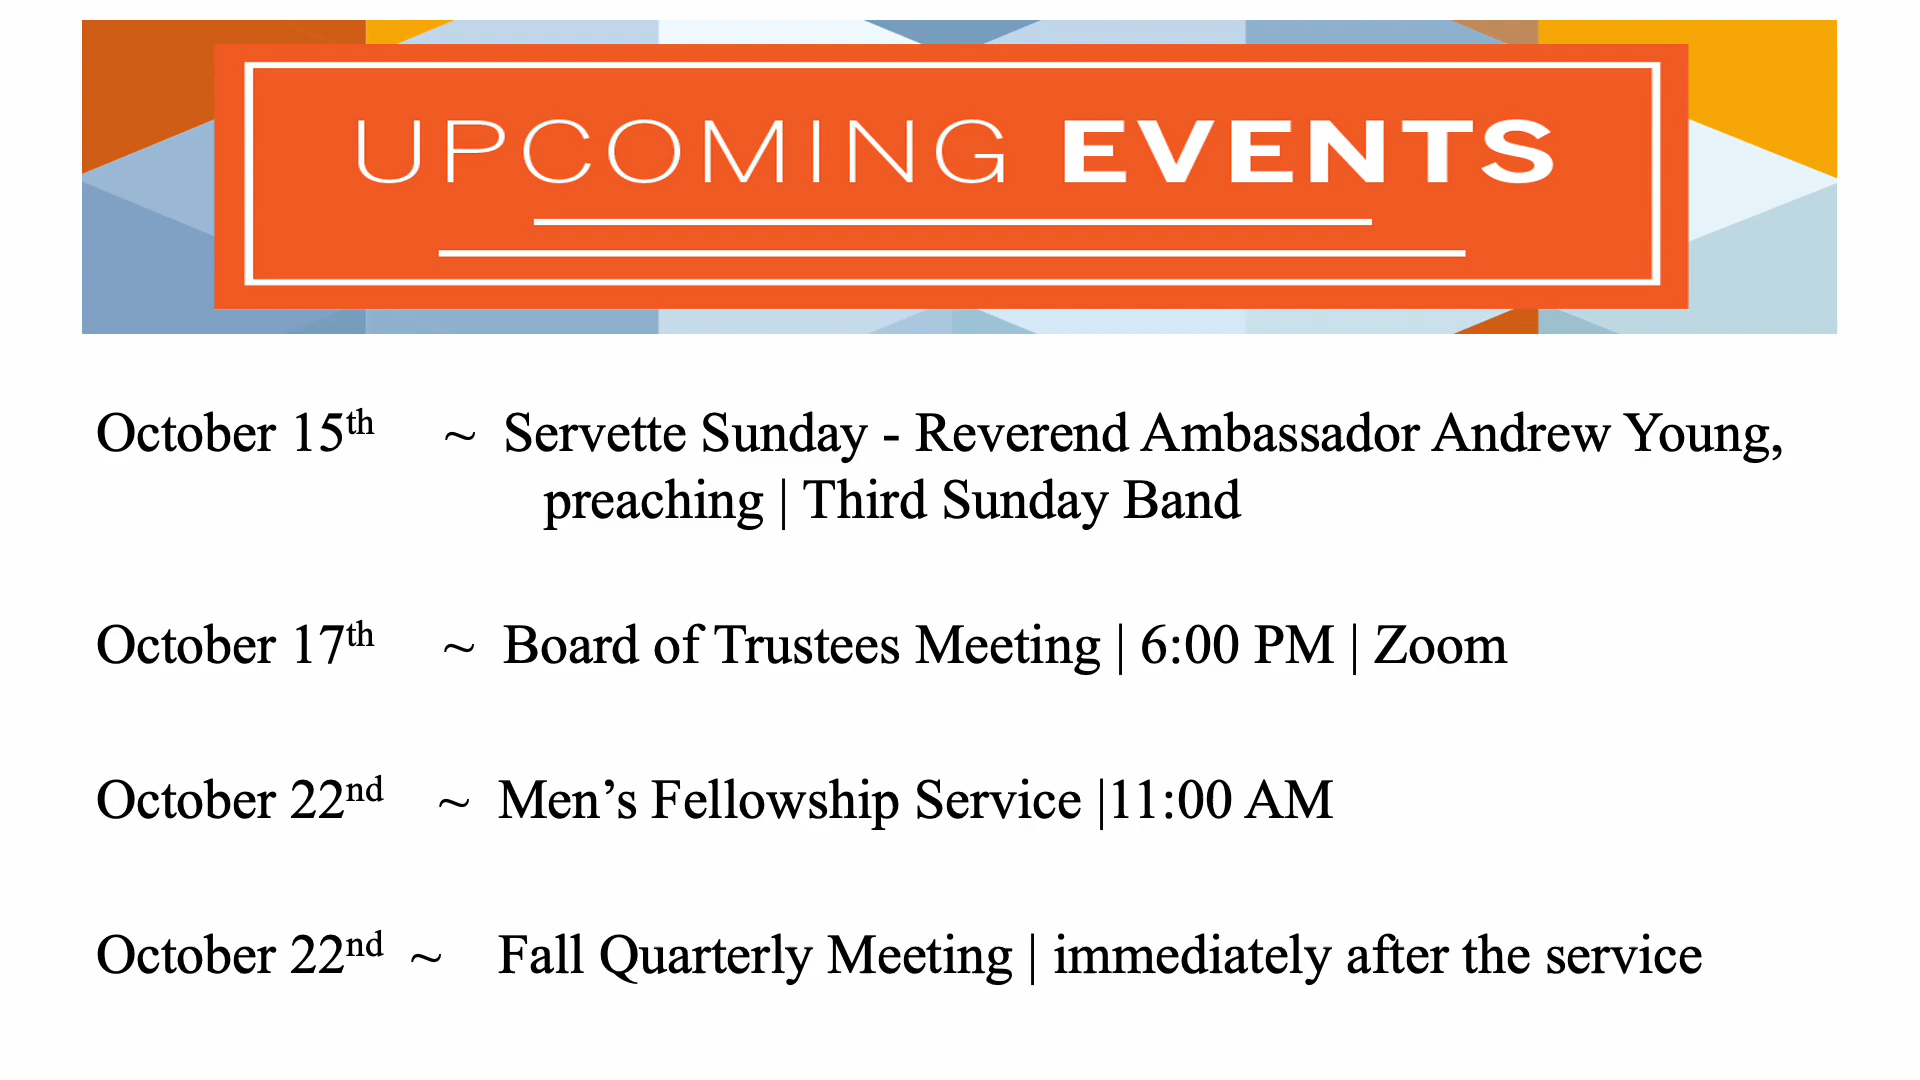 UPCOMING EVENTS
October 15th ~ Servette Sunday - Reverend Ambassador Andrew Young,
preaching | Third Sunday Band
October 17th ~ Board of Trustees Meeting | 6:00 PM | Zoom
October 22nd ~ Men’s Fellowship Service |11:00 AM
October 22nd ~ Fall Quarterly Meeting | immediately after the service